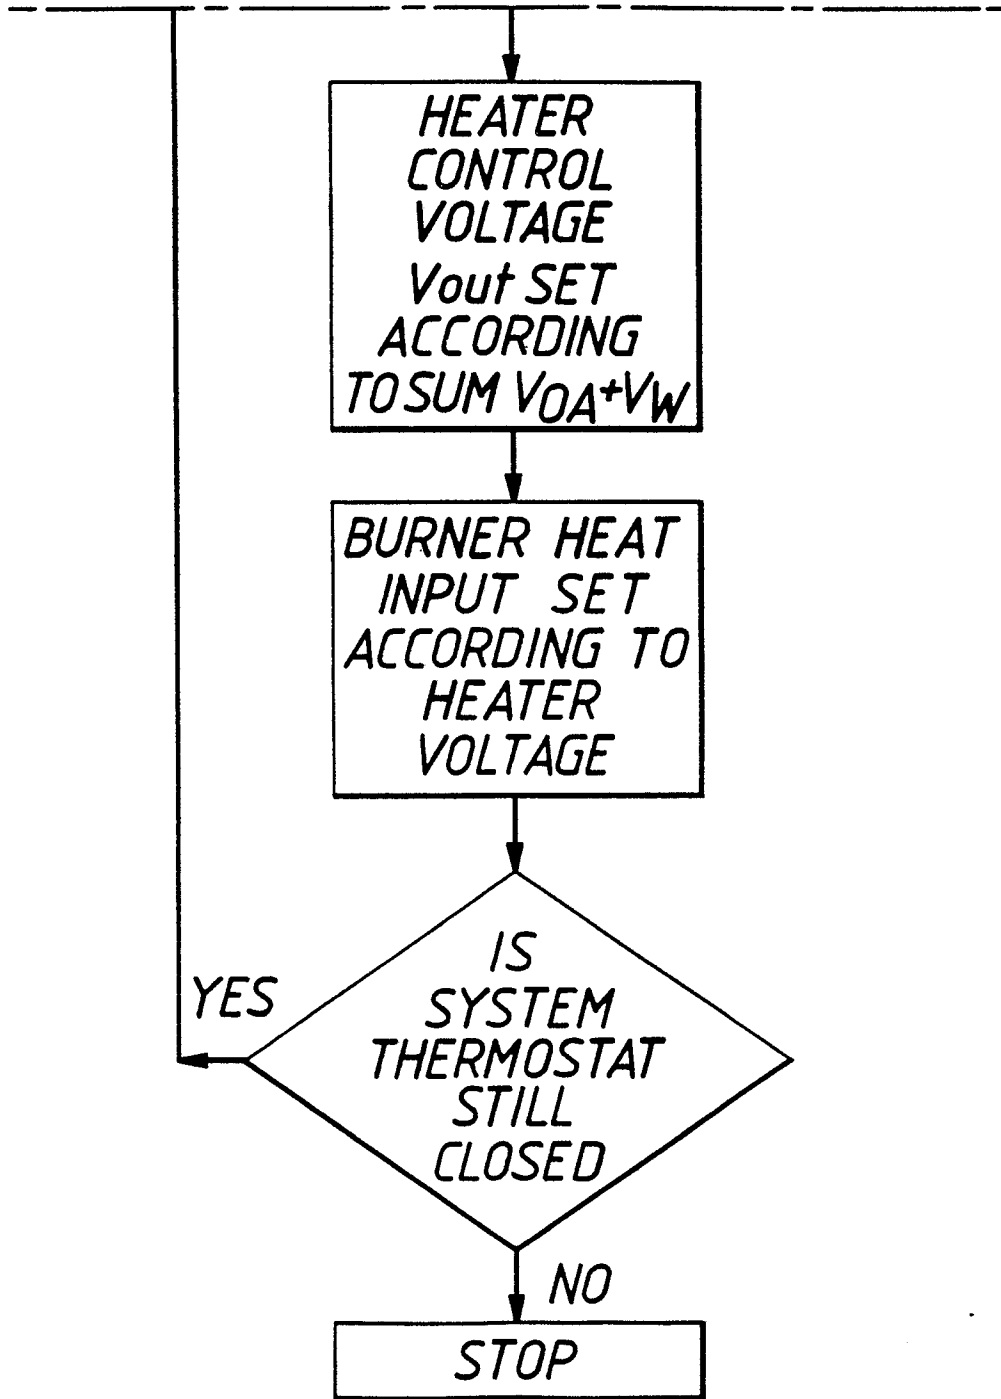 HEATER
CONTROL
VOLTAGE
Vout SET
ACCORDING
TO SUM VOA+VW
BURNER HEAT
INPUT SET
ACCORDING TO
HEATER
VOLTAGE
IS
SYSTEM
THERMOSTAT
STILL
CLOSED
YES
NO
STOP